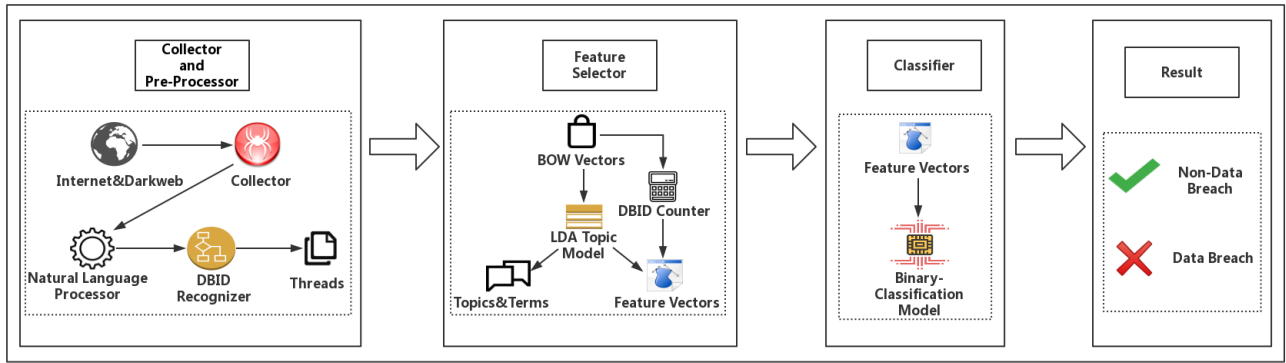 Collector
and
Pre-Processor
Internet&Darkweb
Collector
Natural Language
Processor
DBID
Recognizer
Threads
Feature
Selector
BOW Vectors
DBID Counter
LDA Topic
Model
Topics&Terms
Feature Vectors
Classifier
Feature Vectors
Binary-
Classification
Model
Result
Non-Data
Breach
Data Breach